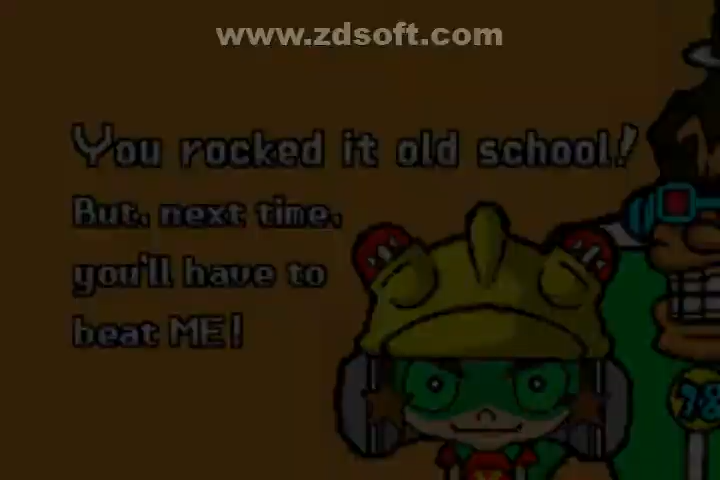 www.zdsoft.com
You rocked it old school!
But, next time,
you'll have to
beat ME!